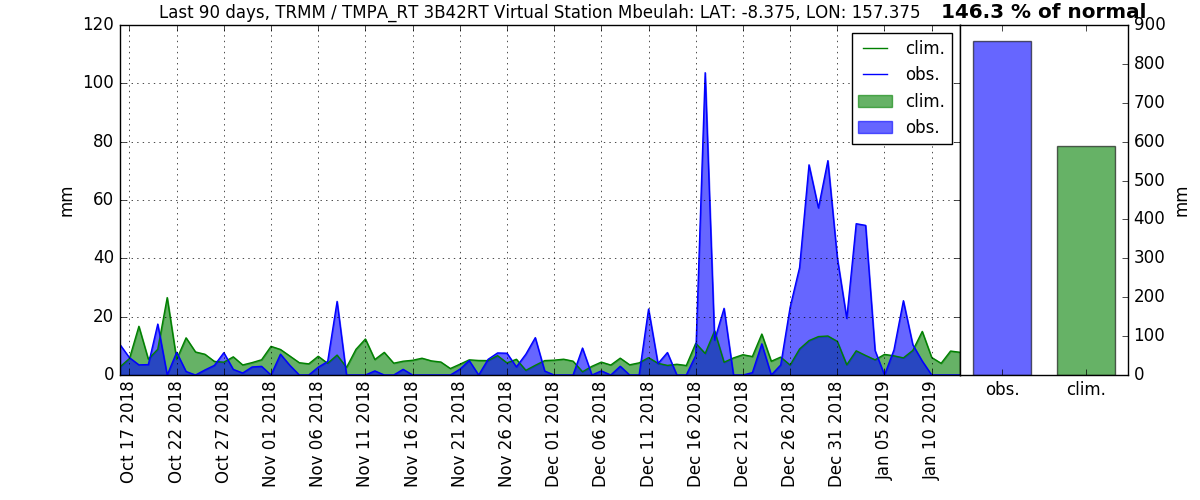 Last 90 days, TRMM / TMPA_RT 3B42RT Virtual Station Mbeulah: LAT: -8.375, LON: 157.375
146.3 % of normal
120
100
80
60
40
20
0
mm
clim.
obs.
clim.
obs.
900
800
700
600
500
400
300
200
100
0
mm
Oct 17 2018
Oct 22 2018
Oct 27 2018
Nov 01 2018
Nov 06 2018
Nov 11 2018
Nov 16 2018
Nov 21 2018
Nov 26 2018
Dec 01 2018
Dec 06 2018
Dec 11 2018
Dec 16 2018
Dec 21 2018
Dec 26 2018
Dec 31 2018
Jan 05 2019
Jan 10 2019
obs.
clim.